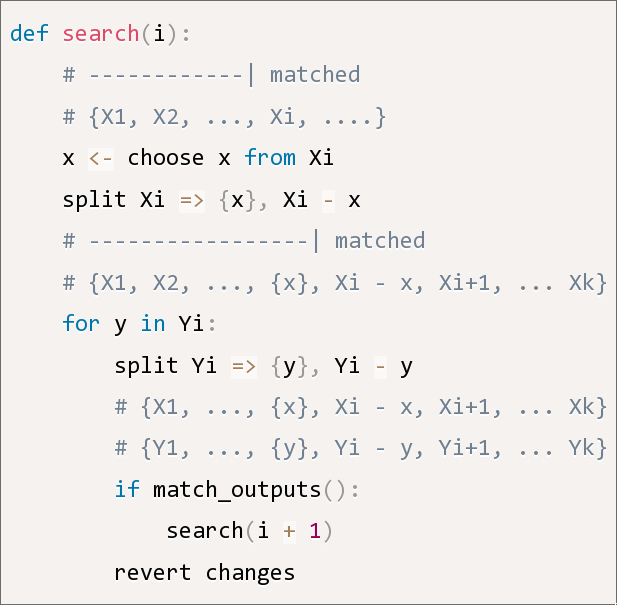 def search(i):
    # ------------| matched
    # {X1, X2, ..., Xi, ....}
    x <- choose x from Xi
    split Xi => {x}, Xi - x
    # -----------------| matched
    # {X1, X2, ..., {x}, Xi - x, Xi+1, ... Xk}
    for y in Yi:
        split Yi => {y}, Yi - y
        # {X1, ..., {x}, Xi - x, Xi+1, ... Xk}
        # {Y1, ..., {y}, Yi - y, Yi+1, ... Yk}
        if match_outputs():
            search(i + 1)
        revert changes